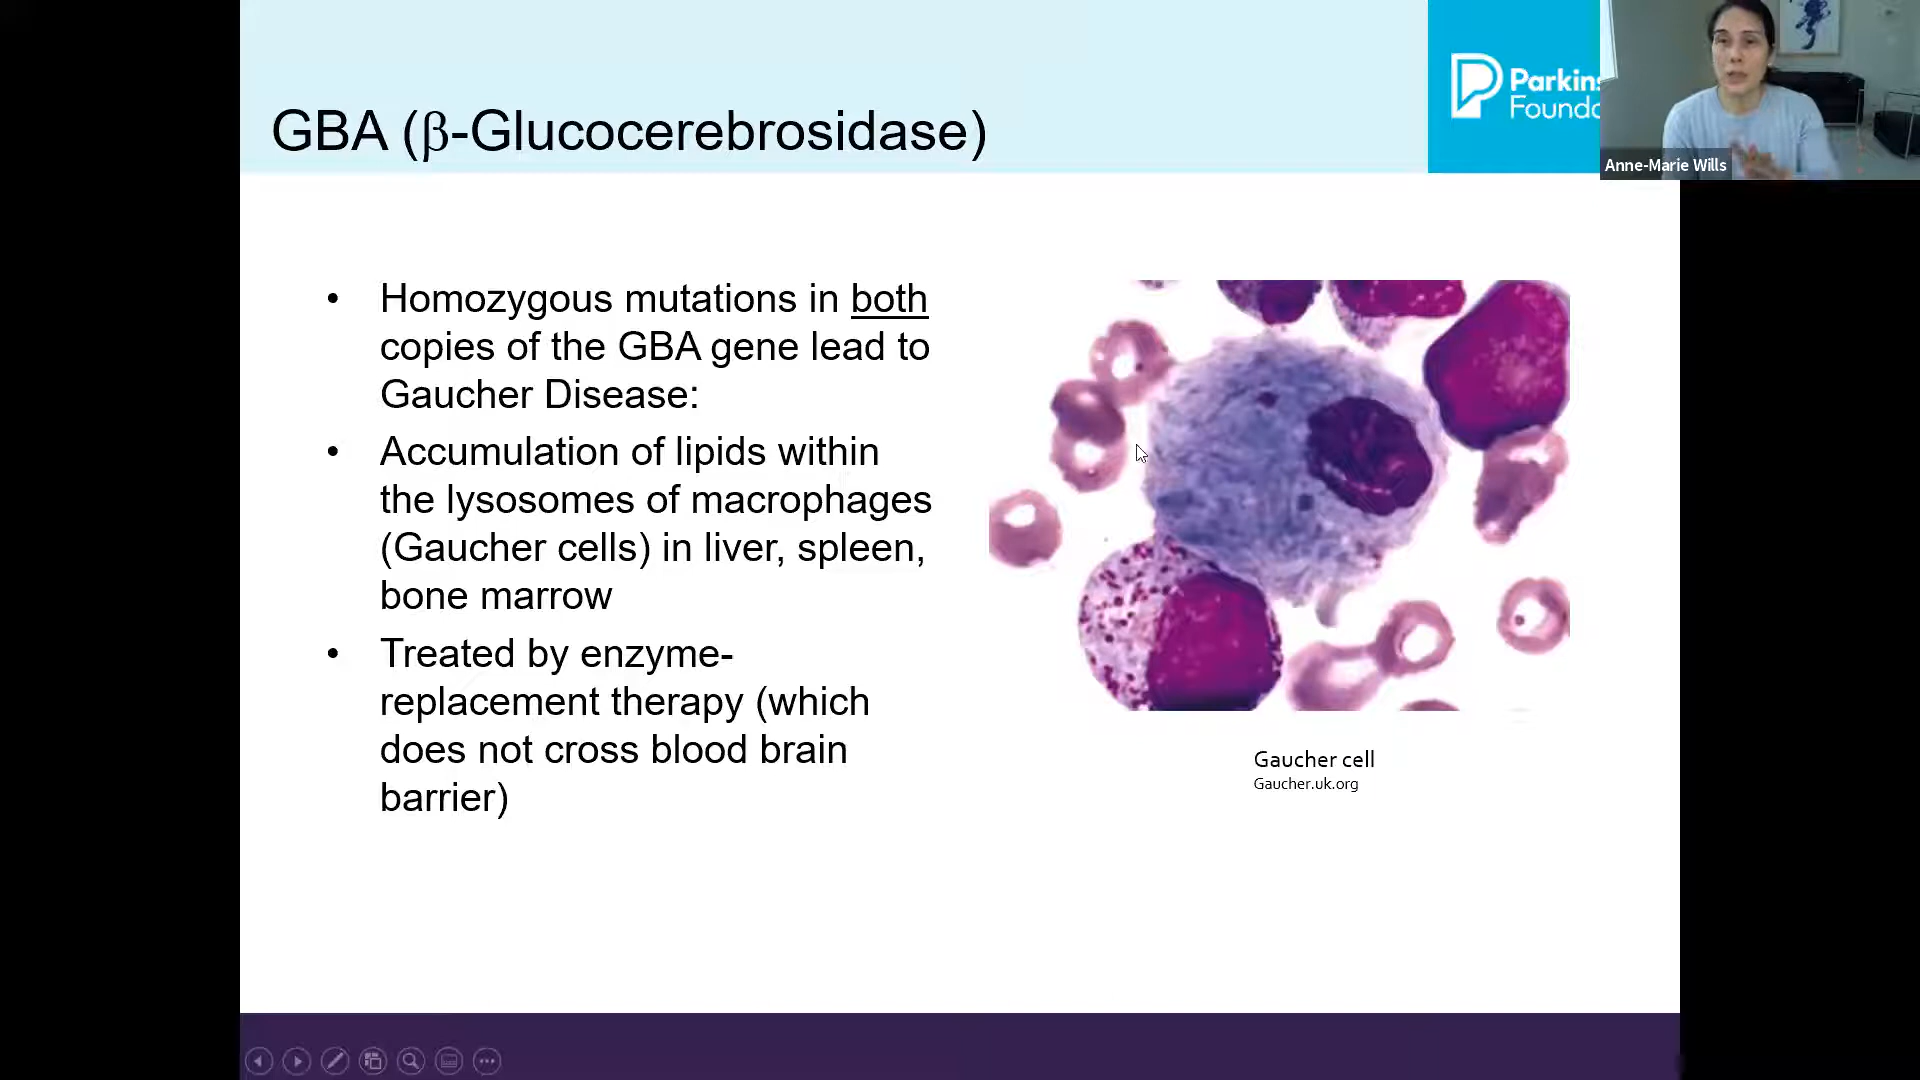 GBA (β-Glucocerebrosidase)
Parkins
Founda
Anne-Marie Wills
• Homozygous mutations in both
copies of the GBA gene lead to
Gaucher Disease:
• Accumulation of lipids within
the lysosomes of macrophages
(Gaucher cells) in liver, spleen,
bone marrow
• Treated by enzyme-
replacement therapy (which
does not cross blood brain
barrier)
Gaucher cell
Gaucher.uk.org